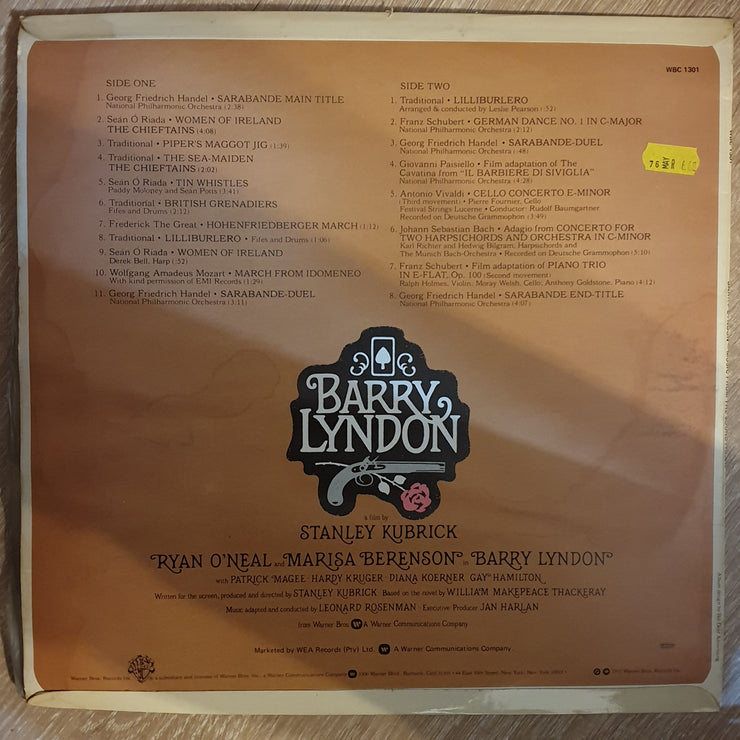 WBC 1301
SIDE ONE
1. Georg Friedrich Handel • SARABANDE MAIN TITLE
National Philharmonic Orchestra (2:38)
2. Seán Ó Riada • WOMEN OF IRELAND
THE CHIEFTAINS (4:08)
3. Traditional • PIPER'S MAGGOT JIG (1:39)
4. Traditional • THE SEA-MAIDEN
THE CHIEFTAINS (2:02)
5. Seán Ó Riada • TIN WHISTLES
Paddy Molopey and Sean Potts (3:41)
6. Traditional • BRITISH GRENADIERS
Fifes and Drums (2:12)
7. Frederick The Great • HOHENFRIEDBERGER MARCH (1:12)
8. Traditional • LILLIBURLERO • Fifes and Drums (1:06)
9. Seán Ó Riada • WOMEN OF IRELAND
Derek Bell, Harp (:52)
10. Wolfgang Amadeus Mozart • MARCH FROM IDOMENEO
With kind permission of EMI Records (1:29)
11. Georg Friedrich Handel • SARABANDE-DUEL
National Philharmonic Orchestra (3:11)
SIDE TWO
1. Traditional • LILLIBURLERO
Arranged & conducted by Leslie Pearson (:52)
2. Franz Schubert • GERMAN DANCE NO. 1 IN C-MAJOR
National Philharmonic Orchestra (2:12)
3. Georg Friedrich Handel • SARABANDE-DUEL
National Philharmonic Orchestra (:48)
4. Giovanni Paisiello • Film adaptation of The
Cavatina from "IL BARBIERE DI SIVIGLIA"
National Philharmonic Orchestra (4:28)
5. Antonio Vivaldi • CELLO CONCERTO E-MINOR
(Third movement) • Pierre Fournier, Cello
Festival Strings Lucerne • Conductor: Rudolf Baumgartner
Recorded on Deutsche Grammophon (3:49)
6. Johann Sebastian Bach • Adagio from CONCERTO FOR
TWO HARPSICHORDS AND ORCHESTRA IN C-MINOR
Karl Richter and Hedwig Bilgram, Harpsichords and
The Munich Bach-Orchestra • Recorded on Deutsche Grammophon (5:10)
7. Franz Schubert • Film adaptation of PIANO TRIO
IN E-FLAT, Op. 100 (Second movement)
Ralph Holmes, Violin, Moray Welsh, Cello, Anthony Goldstone, Piano (4:12)
8. Georg Friedrich Handel • SARABANDE END-TITLE
National Philharmonic Orchestra (4:07)
76 MAY R
BARRY
LYNDON
a film by
STANLEY KUBRICK
RYAN O'NEAL and MARISA BERENSON in BARRY LYNDON
with PATRICK MAGEE • HARDY KRUGER • DIANA KOERNER • GAY HAMILTON
Written for the screen, produced and directed by STANLEY KUBRICK • Based on the novel by WILLIAM MAKEPEACE THACKERAY
Music adapted and conducted by LEONARD ROSENMAN • Executive Producer JAN HARLAN
from Warner Bros. A Warner Communications Company
Marketed by WEA Records (Pty) Ltd. A Warner Communications Company.
Warner Bros. Records Inc.